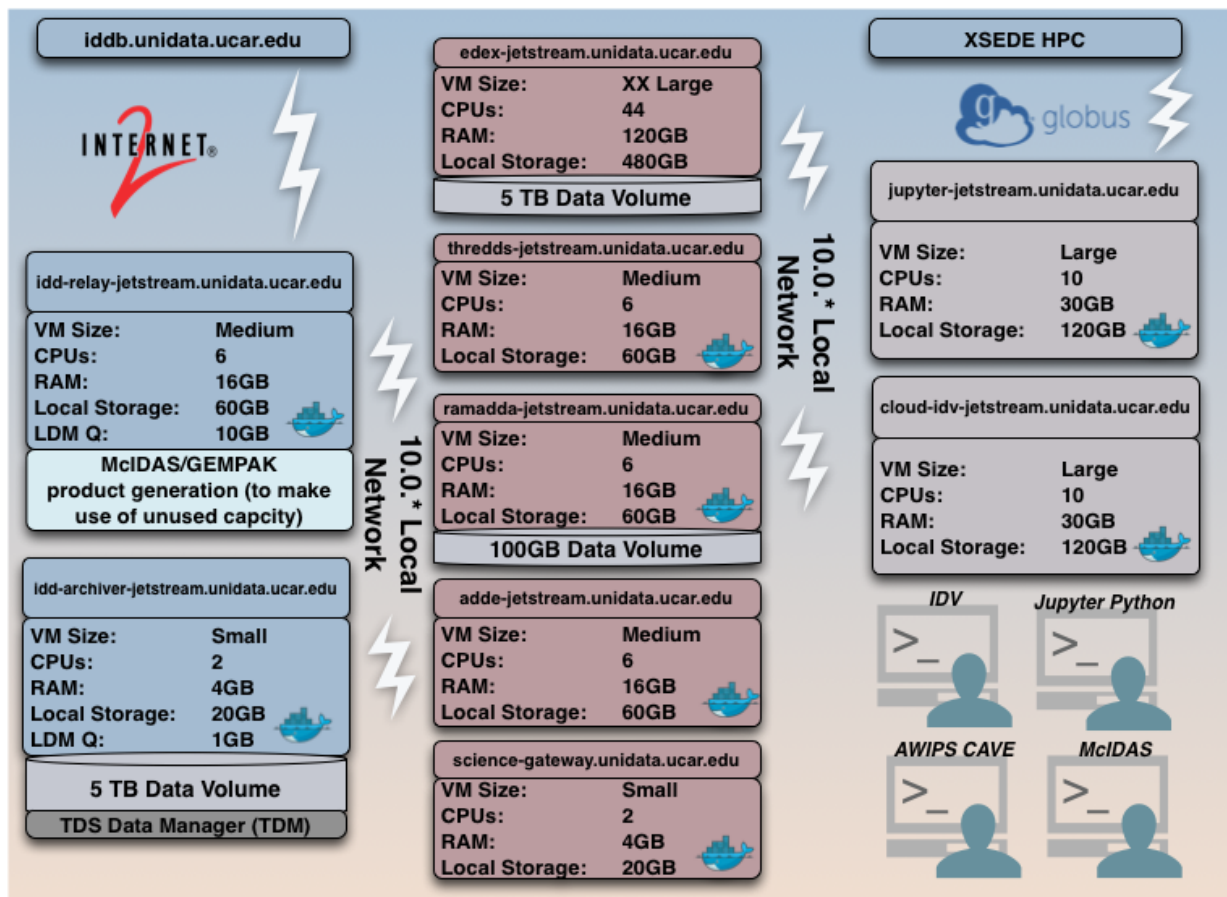 iddb.unidata.ucar.edu
INTERNET®
2
idd-relay-jetstream.unidata.ucar.edu
VM Size: Medium
CPUs: 6
RAM: 16GB
Local Storage: 60GB
LDM Q: 10GB
McIDAS/GEMPAK
product generation (to make
use of unused capcity)
idd-archiver-jetstream.unidata.ucar.edu
VM Size: Small
CPUs: 2
RAM: 4GB
Local Storage: 20GB
LDM Q: 1GB
5 TB Data Volume
TDS Data Manager (TDM)
10.0.* Local
Network
edex-jetstream.unidata.ucar.edu
VM Size: XX Large
CPUs: 44
RAM: 120GB
Local Storage: 480GB
5 TB Data Volume
thredds-jetstream.unidata.ucar.edu
VM Size: Medium
CPUs: 6
RAM: 16GB
Local Storage: 60GB
ramadda-jetstream.unidata.ucar.edu
VM Size: Medium
CPUs: 6
RAM: 16GB
Local Storage: 60GB
100GB Data Volume
adde-jetstream.unidata.ucar.edu
VM Size: Medium
CPUs: 6
RAM: 16GB
Local Storage: 60GB
science-gateway.unidata.ucar.edu
VM Size: Small
CPUs: 2
RAM: 4GB
Local Storage: 20GB
10.0.* Local
Network
XSEDE HPC
g
globus
jupyter-jetstream.unidata.ucar.edu
VM Size: Large
CPUs: 10
RAM: 30GB
Local Storage: 120GB
cloud-idv-jetstream.unidata.ucar.edu
VM Size: Large
CPUs: 10
RAM: 30GB
Local Storage: 120GB
IDV
>_
Jupyter Python
>_
AWIPS CAVE
>_
McIDAS
>_